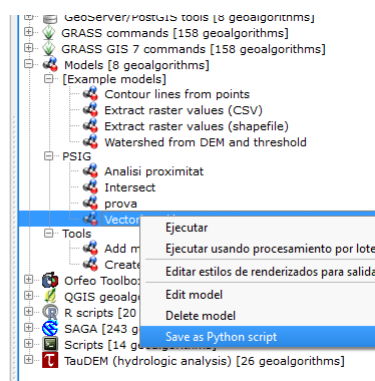 GeoServer/PostGIS tools [8 geoalgorithms]
GRASS commands [158 geoalgorithms]
GRASS GIS 7 commands [158 geoalgorithms]
Models [8 geoalgorithms]
[Example models]
Contour lines from points
Extract raster values (CSV)
Extract raster values (shapefile)
Watershed from DEM and threshold
PSIG
Analisi proximitat
Intersect
prova
Vector
Ejecutar
Tools
Add m
Ejecutar usando procesamiento por lote
Create
Editar estilos de renderizados para salida
Orfeo Toolbo
QGIS geoalg
Edit model
R scripts [20
Delete model
SAGA [243 g
Save as Python script
Scripts [14 geoalgorithms]
TauDEM (hydrologic analysis) [26 geoalgorithms]